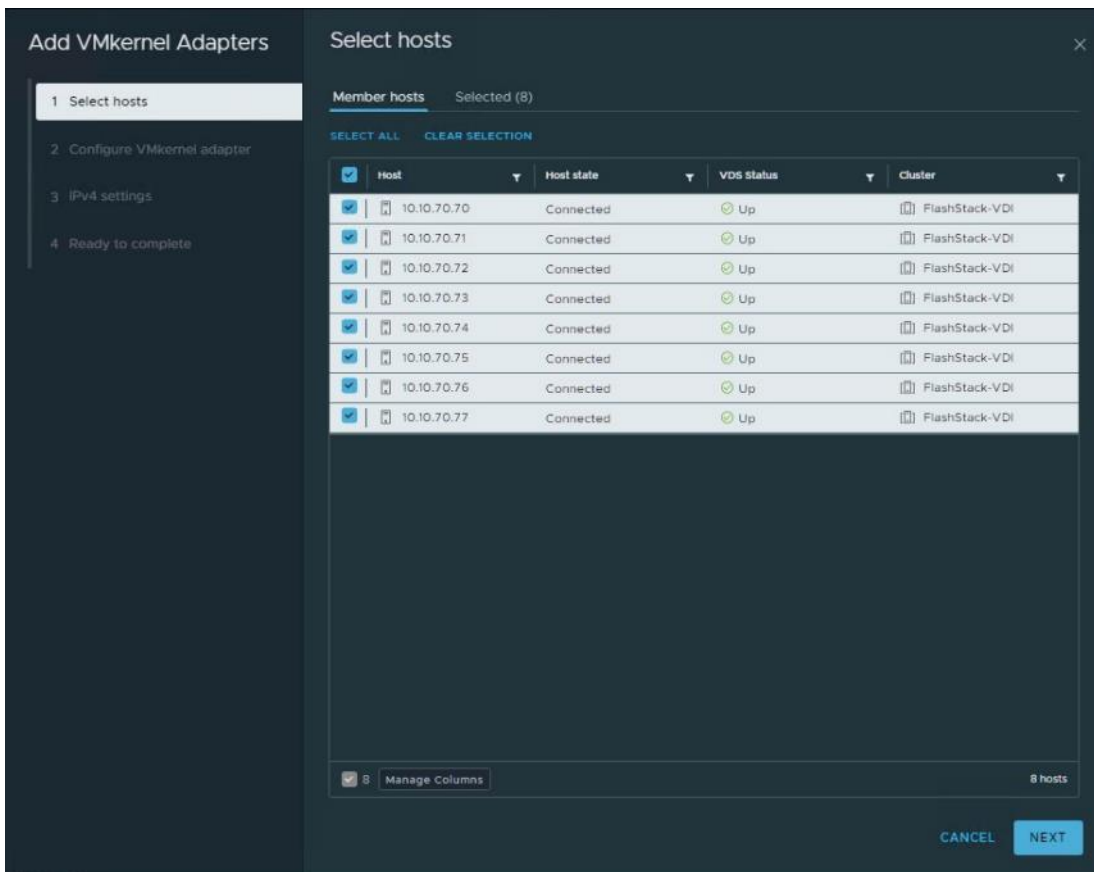 Add VMkernel Adapters
1 Select hosts
2 Configure VMkernel adapter
3 IPv4 settings
4 Ready to complete
Select hosts
Member hosts Selected (8)
SELECT ALL CLEAR SELECTION
Host Host state VDS Status Cluster
10.10.70.70 Connected Up FlashStack-VDI
10.10.70.71 Connected Up FlashStack-VDI
10.10.70.72 Connected Up FlashStack-VDI
10.10.70.73 Connected Up FlashStack-VDI
10.10.70.74 Connected Up FlashStack-VDI
10.10.70.75 Connected Up FlashStack-VDI
10.10.70.76 Connected Up FlashStack-VDI
10.10.70.77 Connected Up FlashStack-VDI
8 Manage Columns 8 hosts
CANCEL NEXT